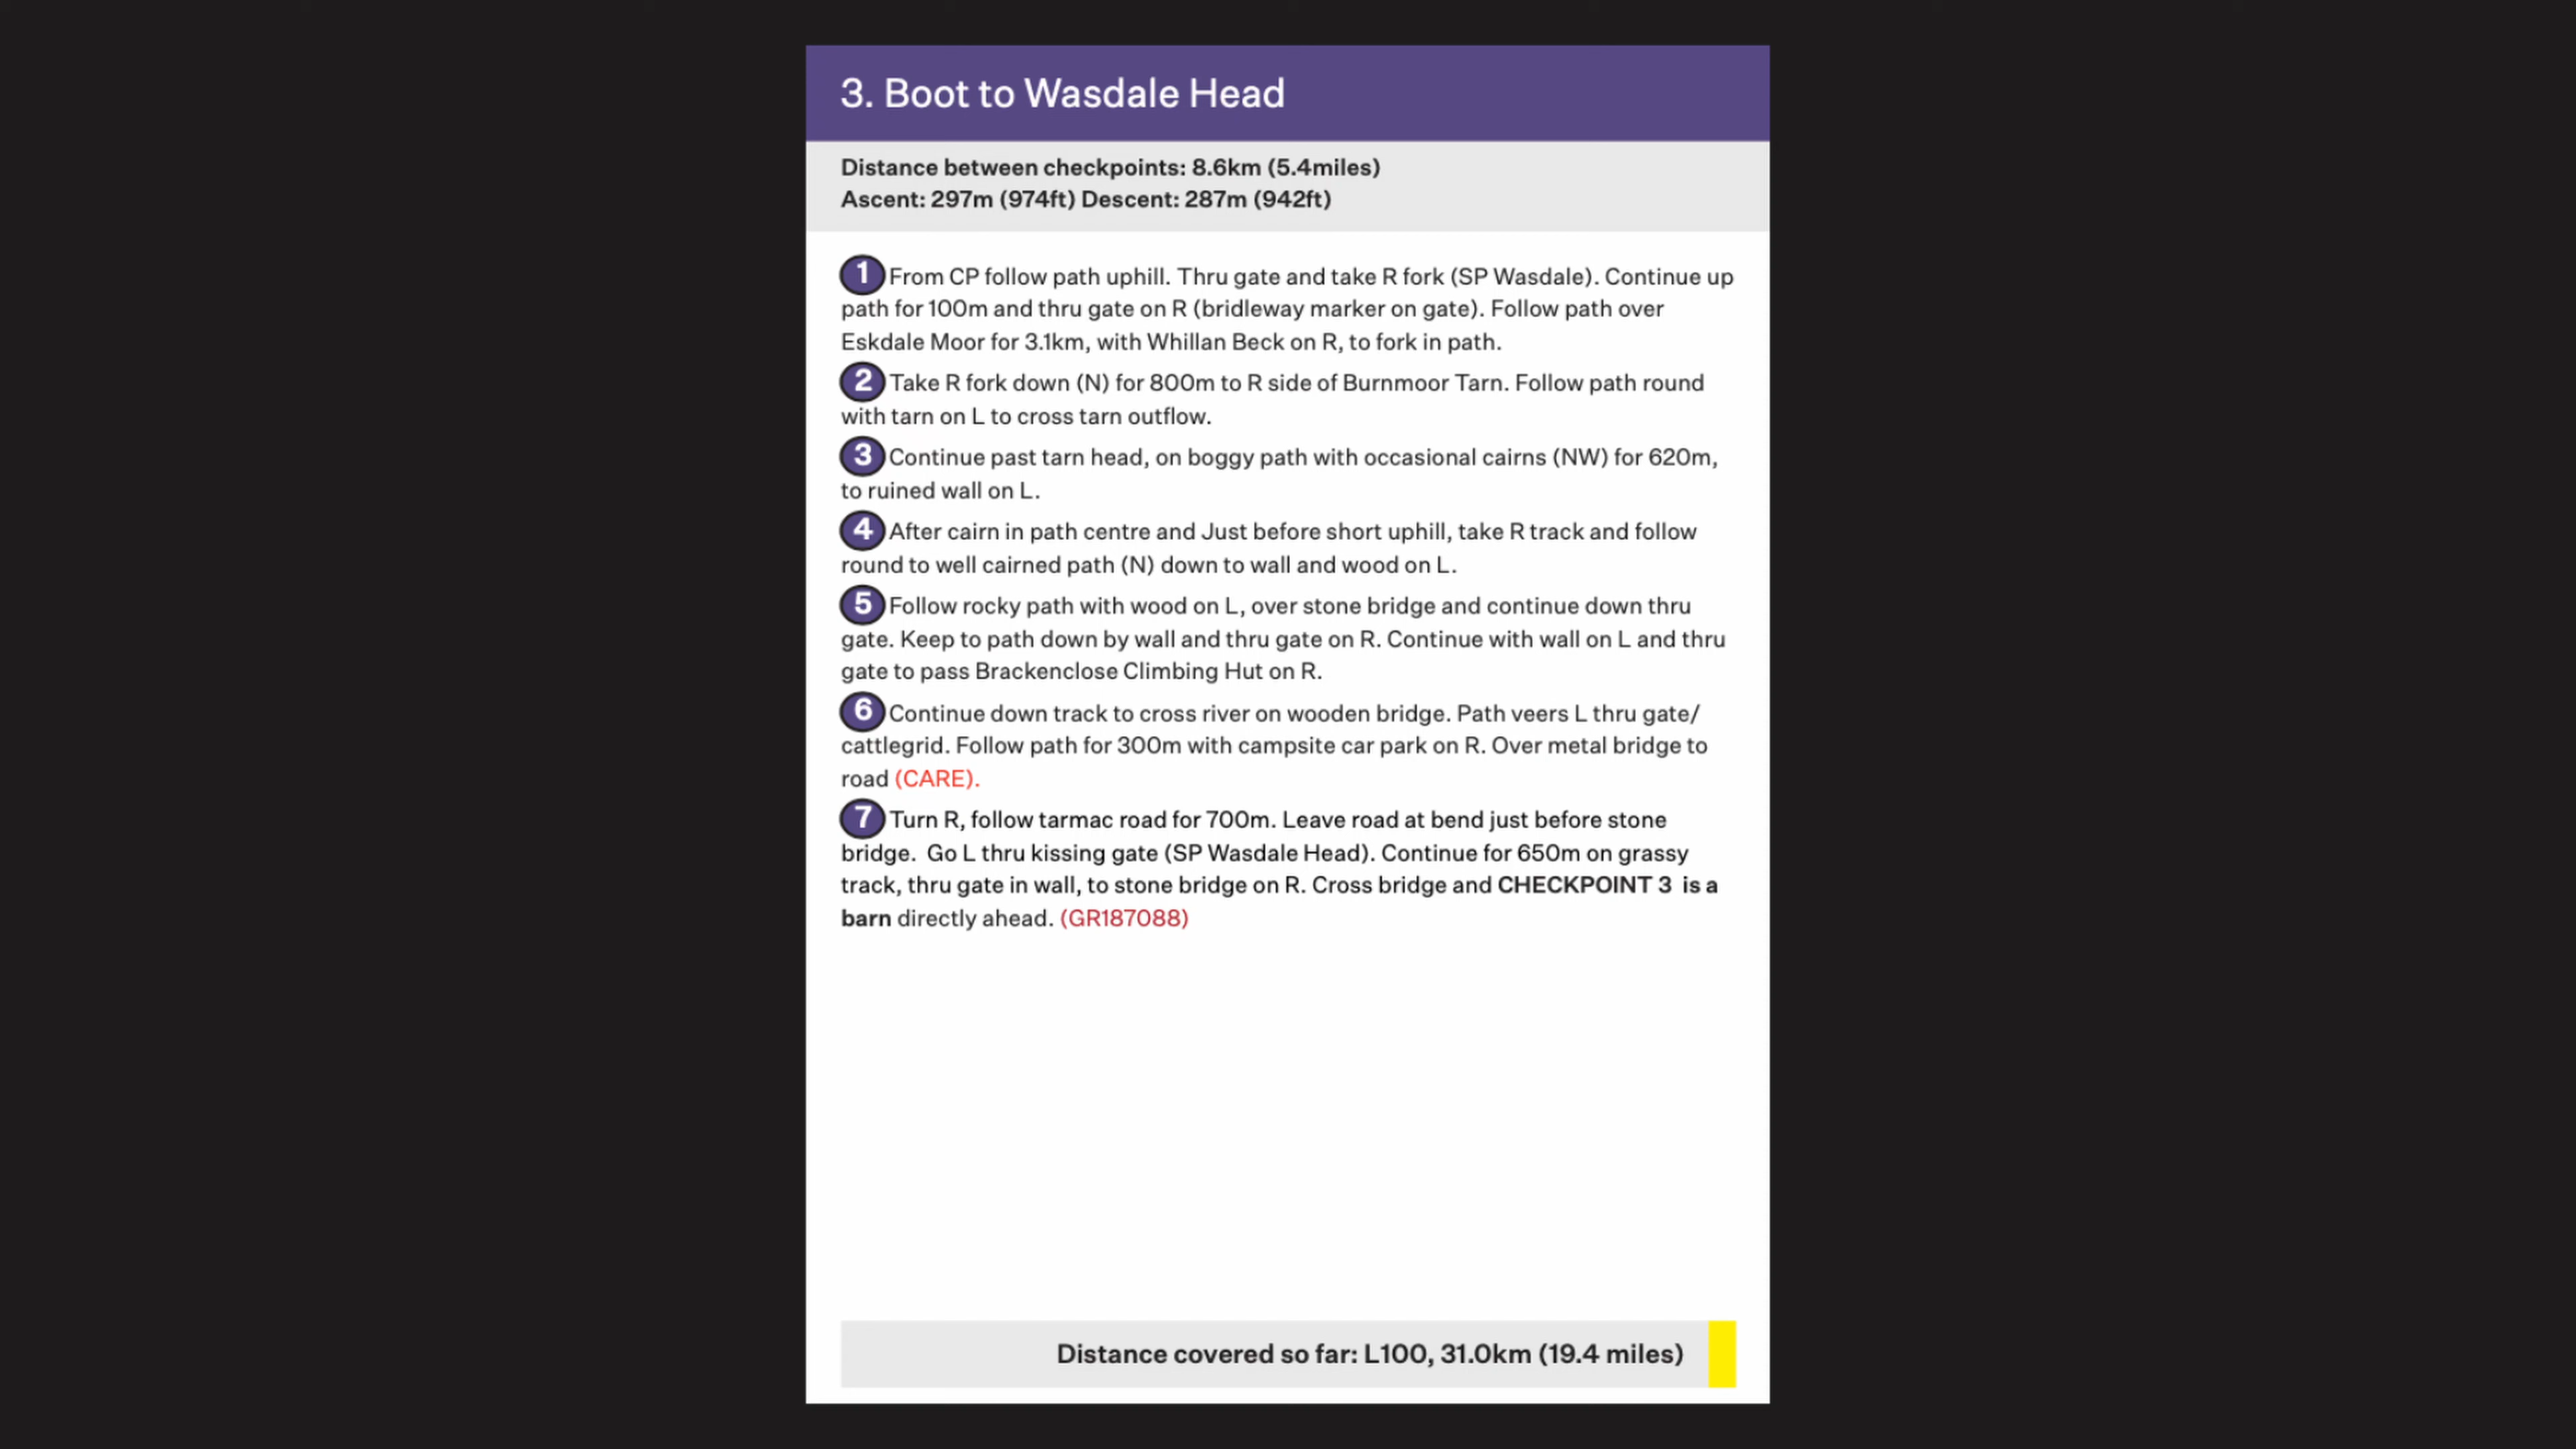 3. Boot to Wasdale Head
Distance between checkpoints: 8.6km (5.4miles)
Ascent: 297m (974ft) Descent: 287m (942ft)
1 From CP follow path uphill. Thru gate and take R fork (SP Wasdale). Continue up
path for 100m and thru gate on R (bridleway marker on gate). Follow path over
Eskdale Moor for 3.1km, with Whillan Beck on R, to fork in path.
2 Take R fork down (N) for 800m to R side of Burnmoor Tarn. Follow path round
with tarn on L to cross tarn outflow.
3 Continue past tarn head, on boggy path with occasional cairns (NW) for 620m,
to ruined wall on L.
4 After cairn in path centre and Just before short uphill, take R track and follow
round to well cairned path (N) down to wall and wood on L.
5 Follow rocky path with wood on L, over stone bridge and continue down thru
gate. Keep to path down by wall and thru gate on R. Continue with wall on L and thru
gate to pass Brackenclose Climbing Hut on R.
6 Continue down track to cross river on wooden bridge. Path veers L thru gate/
cattlegrid. Follow path for 300m with campsite car park on R. Over metal bridge to
road (CARE).
7 Turn R, follow tarmac road for 700m. Leave road at bend just before stone
bridge.  Go L thru kissing gate (SP Wasdale Head). Continue for 650m on grassy
track, thru gate in wall, to stone bridge on R. Cross bridge and CHECKPOINT 3  is a
barn directly ahead. (GR187088)
Distance covered so far: L100, 31.0km (19.4 miles)